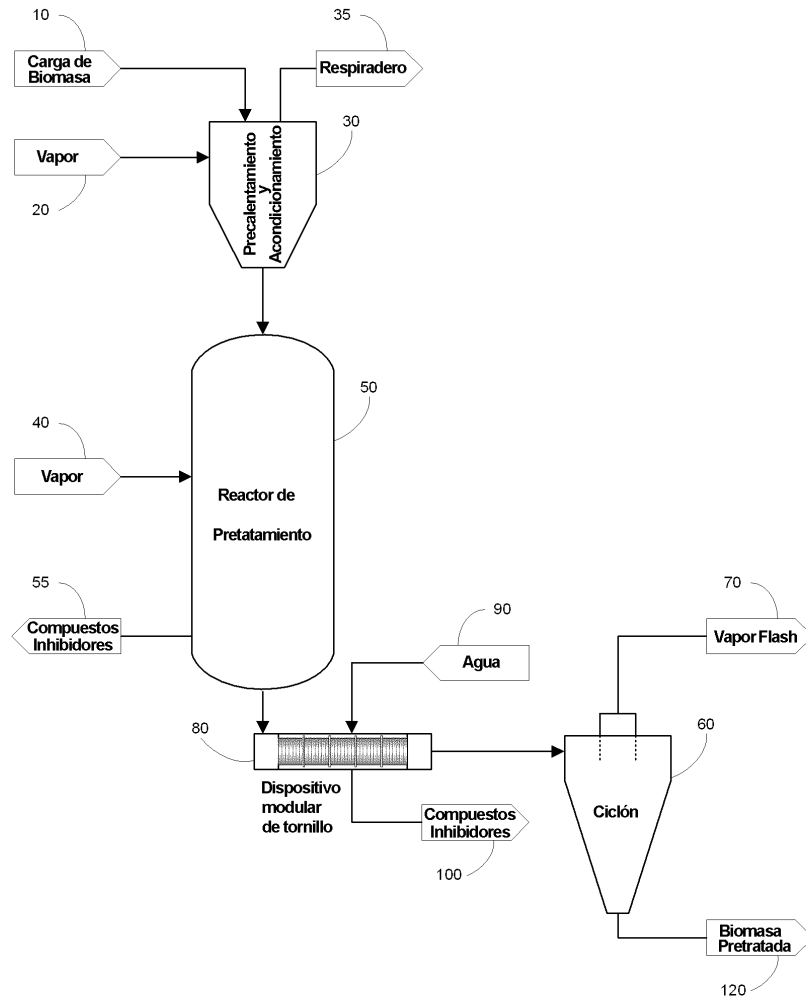 10
35
Carga de
Biomasa
Respiradero
30
Vapor
Precalentamiento
y
Acondicionamiento
20
50
40
Vapor
Reactor de
Pretatamiento
55
90
70
Compuestos
Inhibidores
Agua
Vapor Flash
80
60
Dispositivo
modular
de tornillo
Compuestos
Inhibidores
Ciclón
100
Biomasa
Pretratada
120